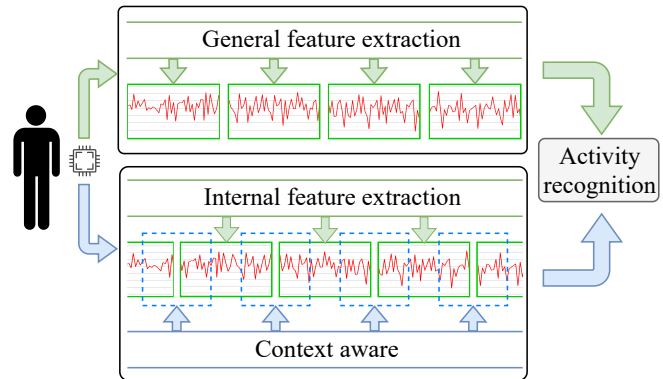 General feature extraction
Internal feature extraction
Context aware
Activity
recognition